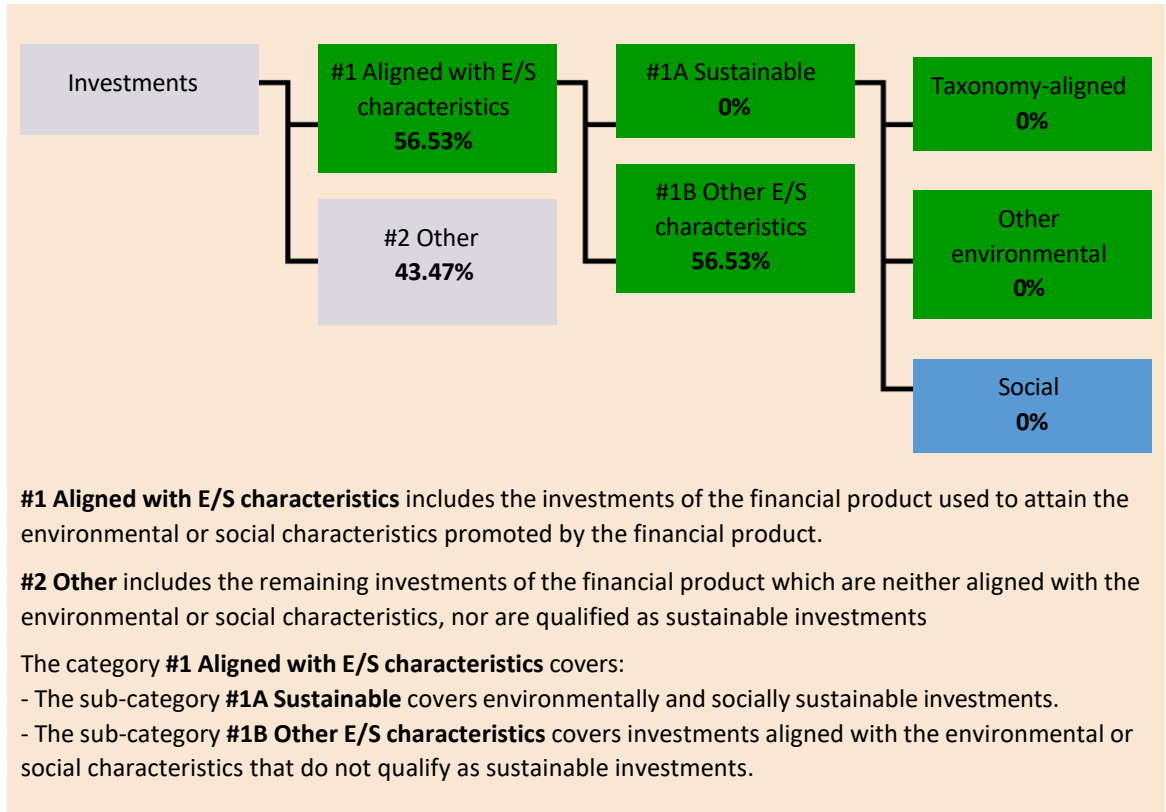 Investments
#1 Aligned with E/S
characteristics
56.53%
#2 Other
43.47%
#1A Sustainable
0%
#1B Other E/S
characteristics
56.53%
Taxonomy-aligned
0%
Other
environmental
0%
Social
0%
#1 Aligned with E/S characteristics includes the investments of the financial product used to attain the
environmental or social characteristics promoted by the financial product.
#2 Other includes the remaining investments of the financial product which are neither aligned with the
environmental or social characteristics, nor are qualified as sustainable investments
The category #1 Aligned with E/S characteristics covers:
- The sub-category #1A Sustainable covers environmentally and socially sustainable investments.
- The sub-category #1B Other E/S characteristics covers investments aligned with the environmental or
social characteristics that do not qualify as sustainable investments.